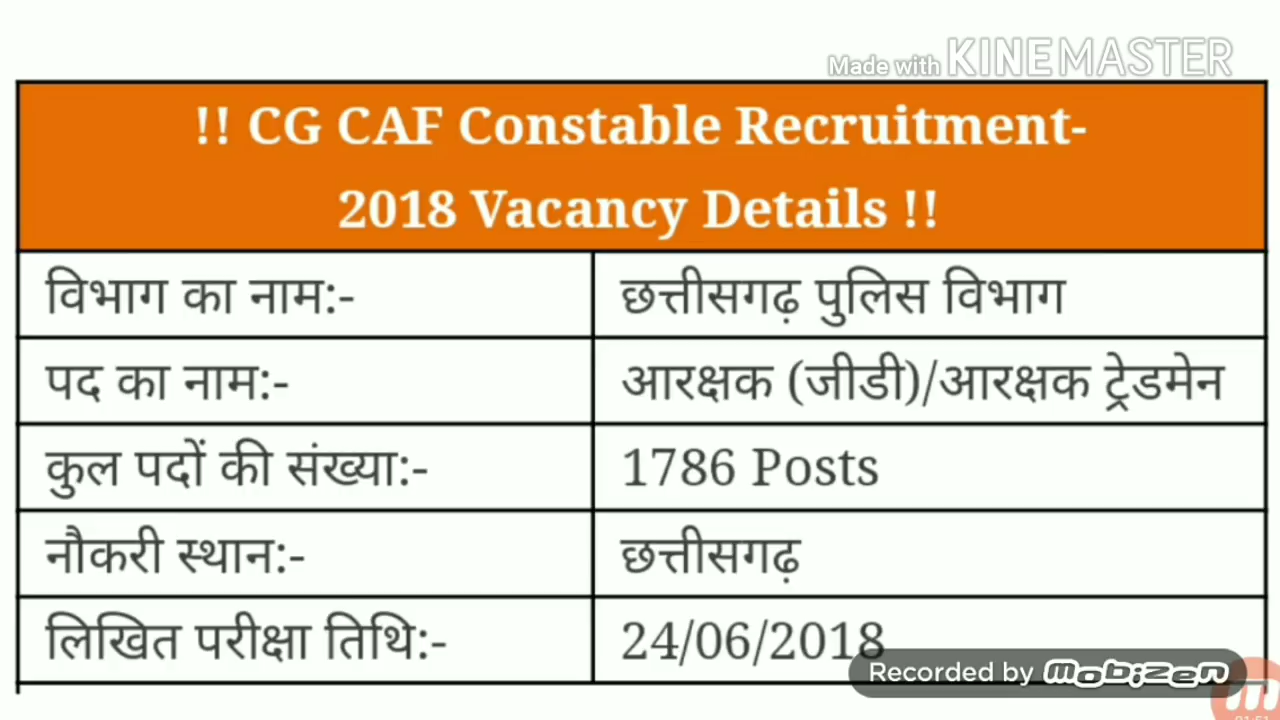 Made with KINEMASTER
!! CG CAF Constable Recruitment-
2018 Vacancy Details !!
विभाग का नाम:- छत्तीसगढ़ पुलिस विभाग
पद का नाम:- आरक्षक (जीडी)/आरक्षक ट्रेडमेन
कुल पदों की संख्या:- 1786 Posts
नौकरी स्थान:- छत्तीसगढ़
लिखित परीक्षा तिथि:- 24/06/2018
Recorded by mobizen